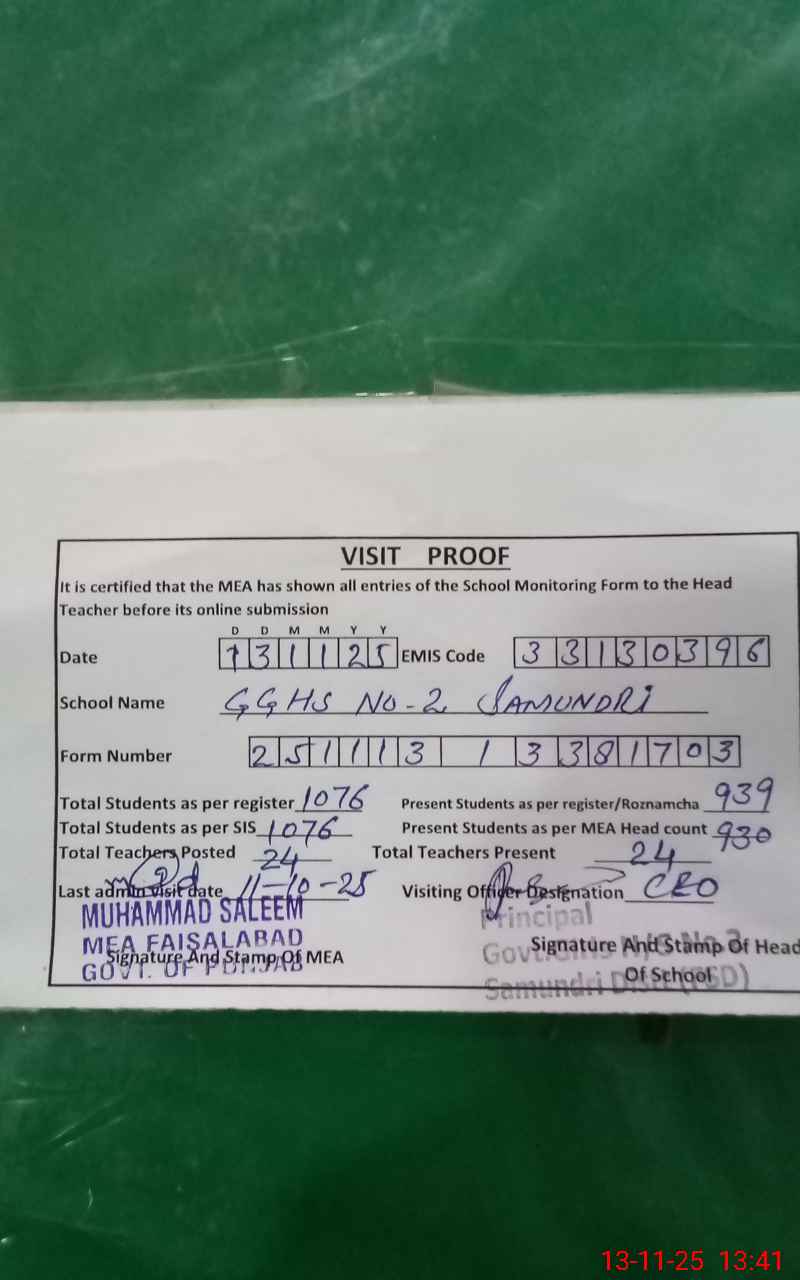 VISIT PROOF
It is certified that the MEA has shown all entries of the School Monitoring Form to the Head
Teacher before its online submission
D D M M Y Y
Date 131125 EMIS Code 33130396
School Name GGHS NO-2 SAMUNDRI
Form Number 251113 1 3381703
Total Students as per register 1076 Present Students as per register/Roznamcha 939
Total Students as per SIS 1076 Present Students as per MEA Head count 930
Total Teachers Posted 24 Total Teachers Present 24
Last admin visit date 11-10-25 Visiting Officer Designation CEO
MUHAMMAD SALEEM
MEA FAISALABAD
GOVT. OF PUNJAB
Signature And Stamp Of MEA
Principal
Samundri
Signature And Stamp Of Head
Of School
13-11-25 13:41